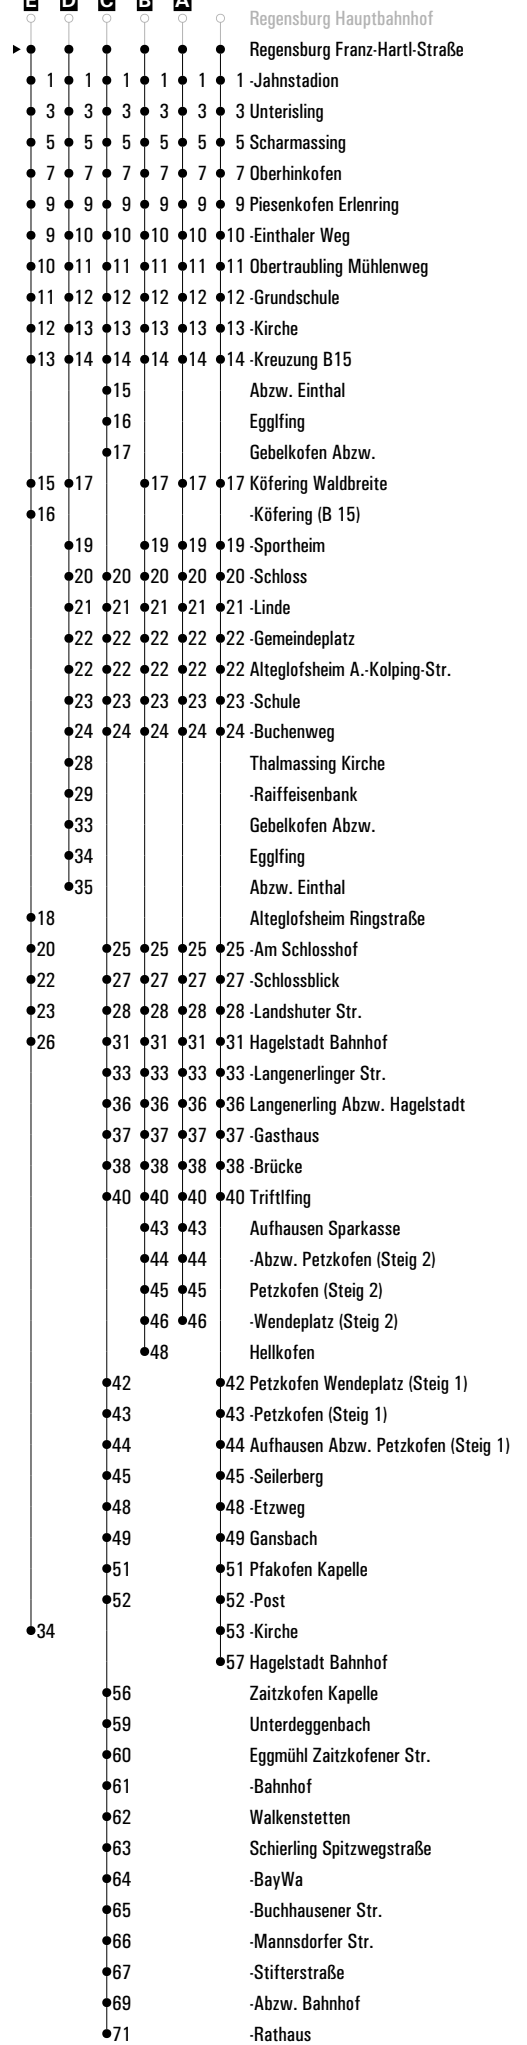 E D C B A
Regensburg Hauptbahnhof
Regensburg Franz-Hartl-Straße
1 1 1 1 1 1 -Jahnstadion
3 3 3 3 3 3 Unterisling
5 5 5 5 5 5 Scharmassing
7 7 7 7 7 7 Oberhinkofen
9 9 9 9 9 9 Piesenkofen Erlenring
9 10 10 10 10 10 -Einthaler Weg
10 11 11 11 11 11 Obertraubling Mühlenweg
11 12 12 12 12 12 -Grundschule
12 13 13 13 13 13 -Kirche
13 14 14 14 14 14 -Kreuzung B15
15 Abzw. Einthal
16 Egglfing
17 Gebelkofen Abzw.
15 17 17 17 17 Köfering Waldbreite
16 -Köfering (B 15)
19 19 19 19 -Sportheim
20 20 20 20 20 -Schloss
21 21 21 21 21 -Linde
22 22 22 22 22 -Gemeindeplatz
22 22 22 22 22 Alteglofsheim A.-Kolping-Str.
23 23 23 23 23 -Schule
24 24 24 24 24 -Buchenweg
28 Thalmassing Kirche
29 -Raiffeisenbank
33 Gebelkofen Abzw.
34 Egglfing
35 Abzw. Einthal
18 Alteglofsheim Ringstraße
20 25 25 25 25 -Am Schlosshof
22 27 27 27 27 -Schlossblick
23 28 28 28 28 -Landshuter Str.
26 31 31 31 31 Hagelstadt Bahnhof
33 33 33 33 -Langenerlinger Str.
36 36 36 36 Langenerling Abzw. Hagelstadt
37 37 37 37 -Gasthaus
38 38 38 38 -Brücke
40 40 40 40 Triftlfing
43 43 Aufhausen Sparkasse
44 44 -Abzw. Petzkofen (Steig 2)
45 45 Petzkofen (Steig 2)
46 46 -Wendeplatz (Steig 2)
48 Hellkofen
42 42 Petzkofen Wendeplatz (Steig 1)
43 43 -Petzkofen (Steig 1)
44 44 Aufhausen Abzw. Petzkofen (Steig 1)
45 45 -Seilerberg
48 48 -Etzweg
49 49 Gansbach
51 51 Pfakofen Kapelle
52 52 -Post
34 53 -Kirche
57 Hagelstadt Bahnhof
56 Zaitzkofen Kapelle
59 Unterdeggenbach
60 Eggmühl Zaitzkofener Str.
61 -Bahnhof
62 Walkenstetten
63 Schierling Spitzwegstraße
64 -BayWa
65 -Buchhausener Str.
66 -Mannsdorfer Str.
67 -Stifterstraße
69 -Abzw. Bahnhof
71 -Rathaus